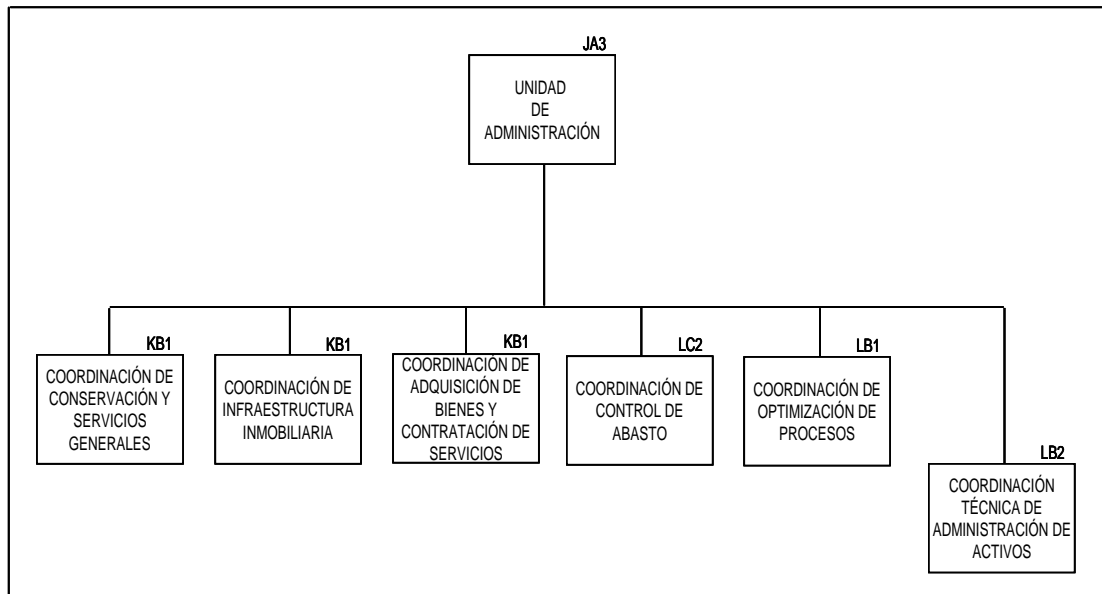 JA3
UNIDAD
DE
ADMINISTRACIÓN
KB1
COORDINACIÓN DE
CONSERVACIÓN Y
SERVICIOS
GENERALES
KB1
COORDINACIÓN DE
INFRAESTRUCTURA
INMOBILIARIA
KB1
COORDINACIÓN DE
ADQUISICIÓN DE
BIENES Y
CONTRATACIÓN DE
SERVICIOS
LC2
COORDINACIÓN DE
CONTROL DE
ABASTO
LB1
COORDINACIÓN DE
OPTIMIZACIÓN DE
PROCESOS
LB2
COORDINACIÓN
TÉCNICA DE
ADMINISTRACIÓN DE
ACTIVOS